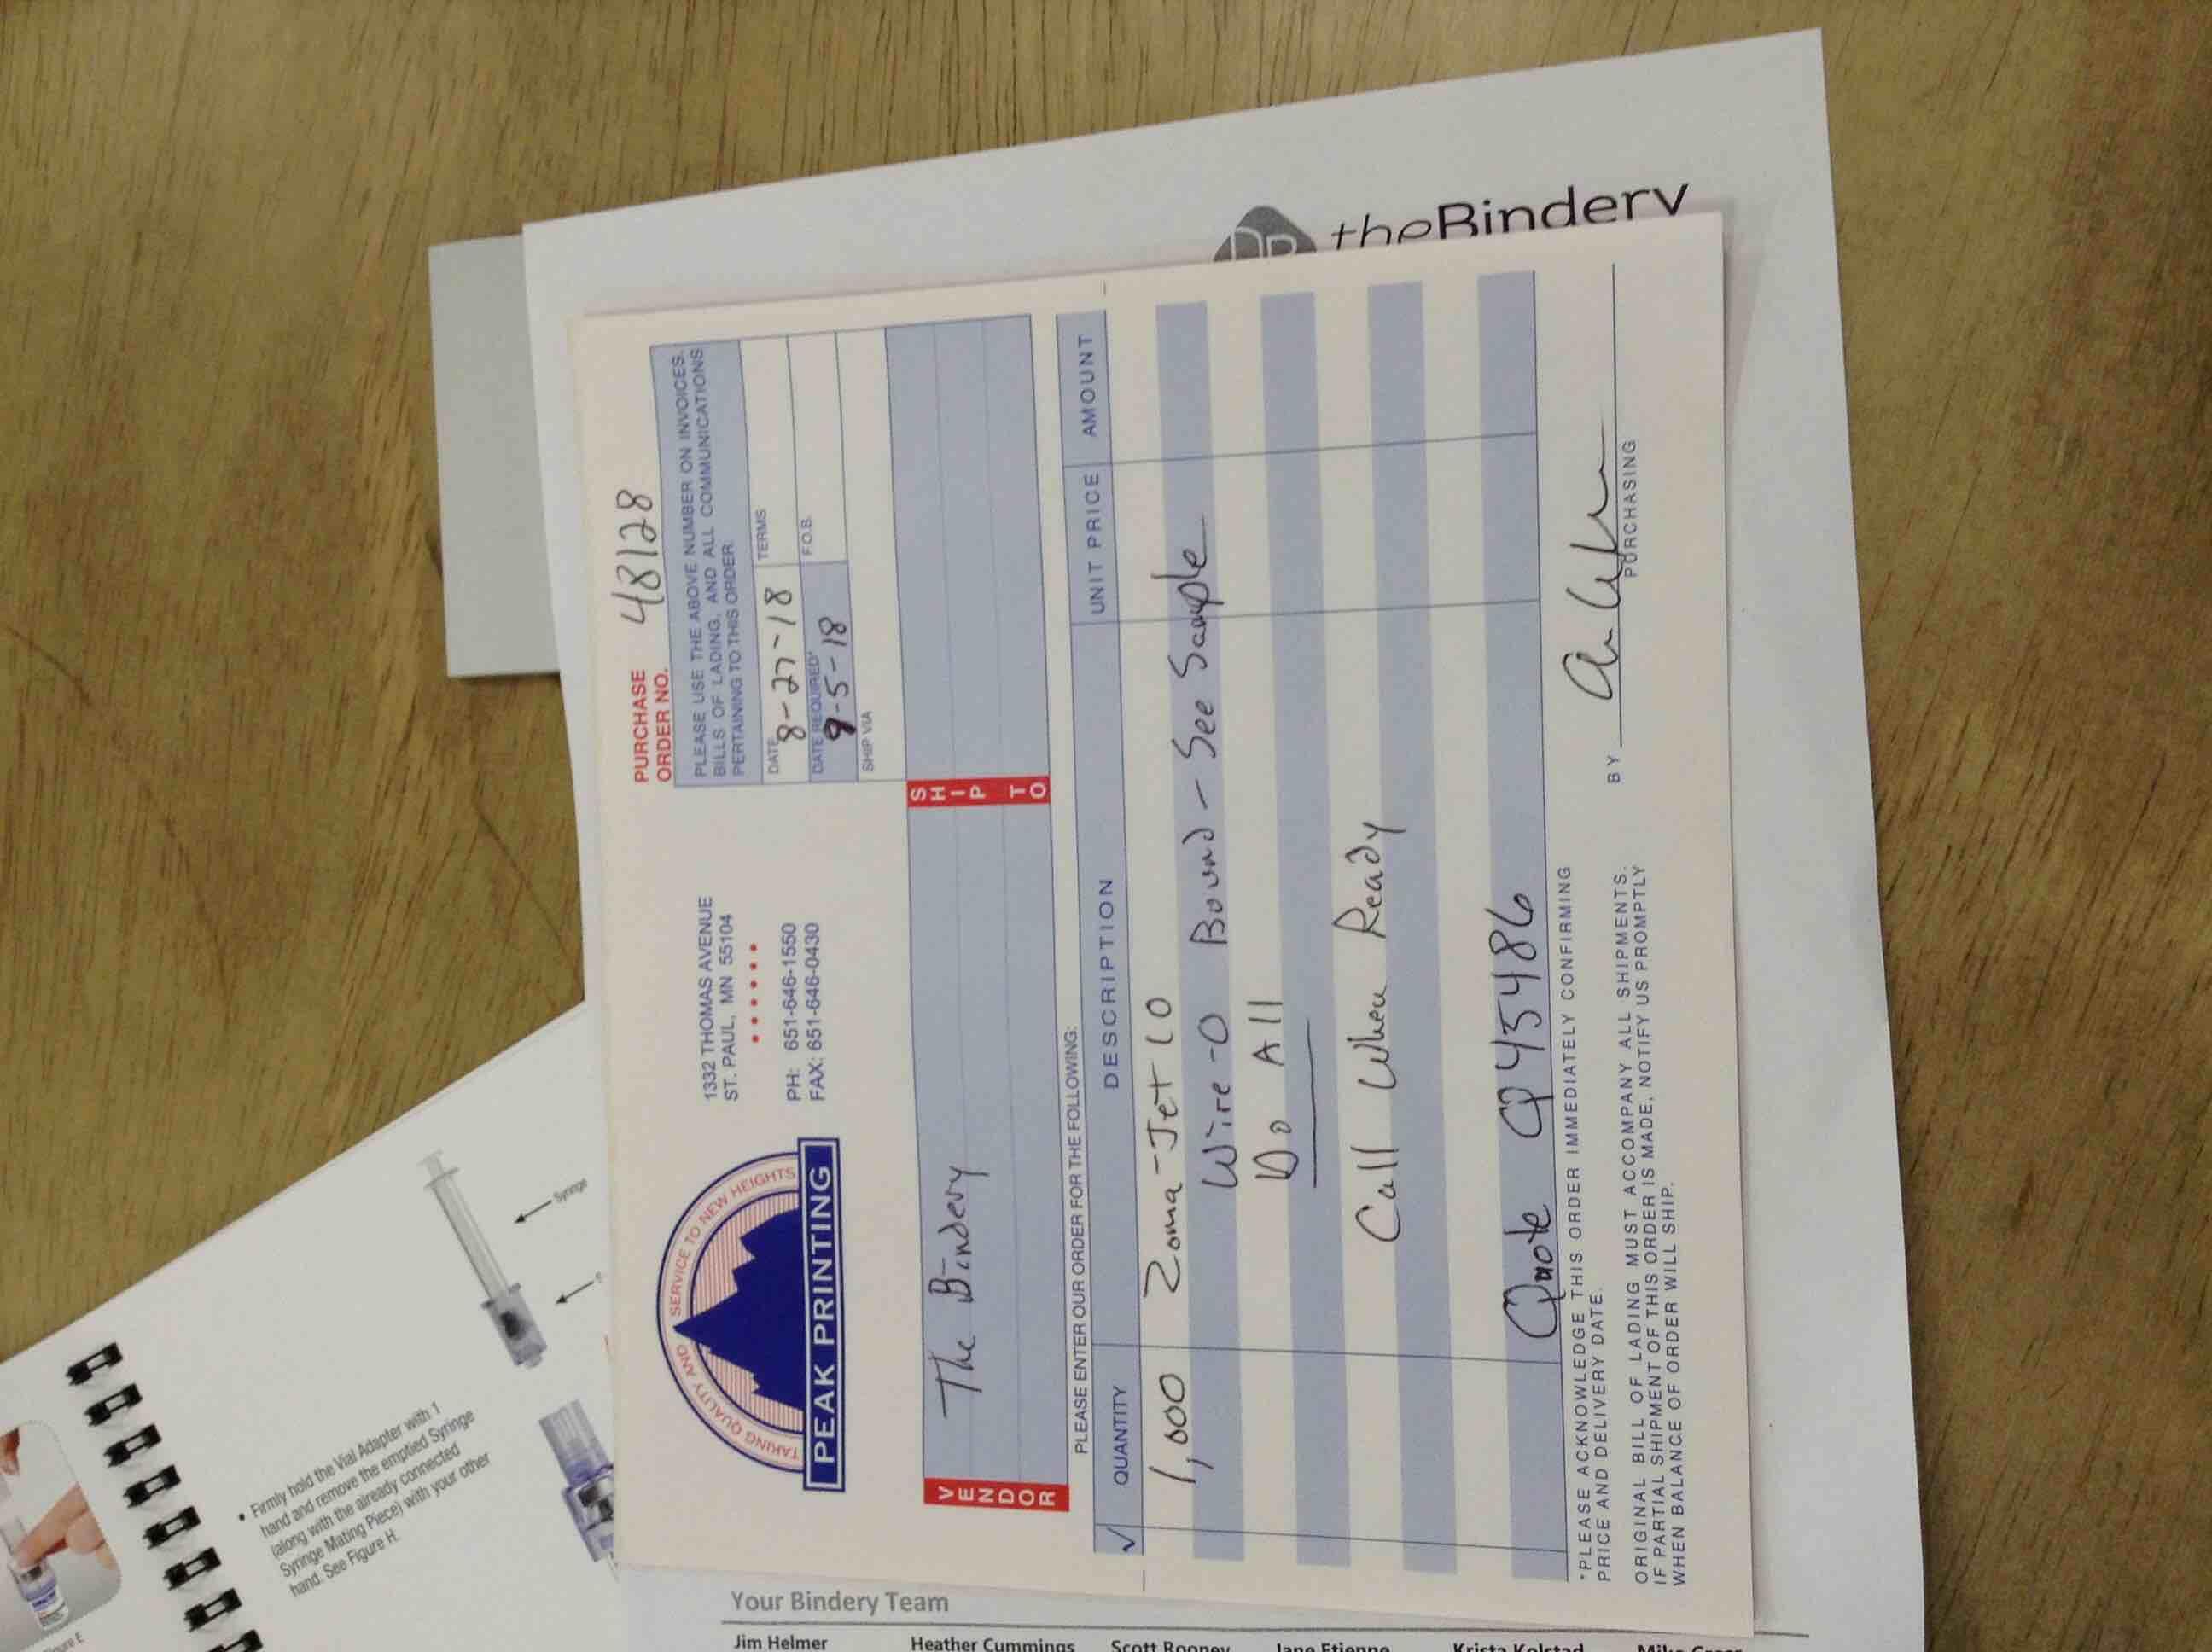 TAKING QUALITY AND SERVICE TO NEW HEIGHTS
PEAK PRINTING
1332 THOMAS AVENUE
ST. PAUL, MN 55104
PH: 651-646-1550
FAX: 651-646-0430
PURCHASE
ORDER NO.
48128
PLEASE USE THE ABOVE NUMBER ON INVOICES,
BILLS OF LADING, AND ALL COMMUNICATIONS
PERTAINING TO THIS ORDER.
DATE
8-27-18
TERMS
DATE REQUIRED*
9-5-18
F.O.B.
SHIP VIA
VENDOR
The Bindery
SHIP TO
PLEASE ENTER OUR ORDER FOR THE FOLLOWING:
✓ QUANTITY DESCRIPTION UNIT PRICE AMOUNT
1,000 Zoma-Jet 10
Wire-O Bound - See Sample
Do All
Call When Ready
Quote Q45486
*PLEASE ACKNOWLEDGE THIS ORDER IMMEDIATELY CONFIRMING
PRICE AND DELIVERY DATE.
ORIGINAL BILL OF LADING MUST ACCOMPANY ALL SHIPMENTS.
IF PARTIAL SHIPMENT OF THIS ORDER IS MADE, NOTIFY US PROMPTLY
WHEN BALANCE OF ORDER WILL SHIP.
BY
PURCHASING
theBindery
Your Bindery Team
Jim Helmer
Heather Cummings
Scott Rooney
Jane Etienne
Krista Kolstad
Mike
• Firmly hold the Vial Adapter with 1
hand and remove the emptied Syringe
(along with the already connected
Syringe Mating Piece) with your other
hand. See Figure H.
Syringe